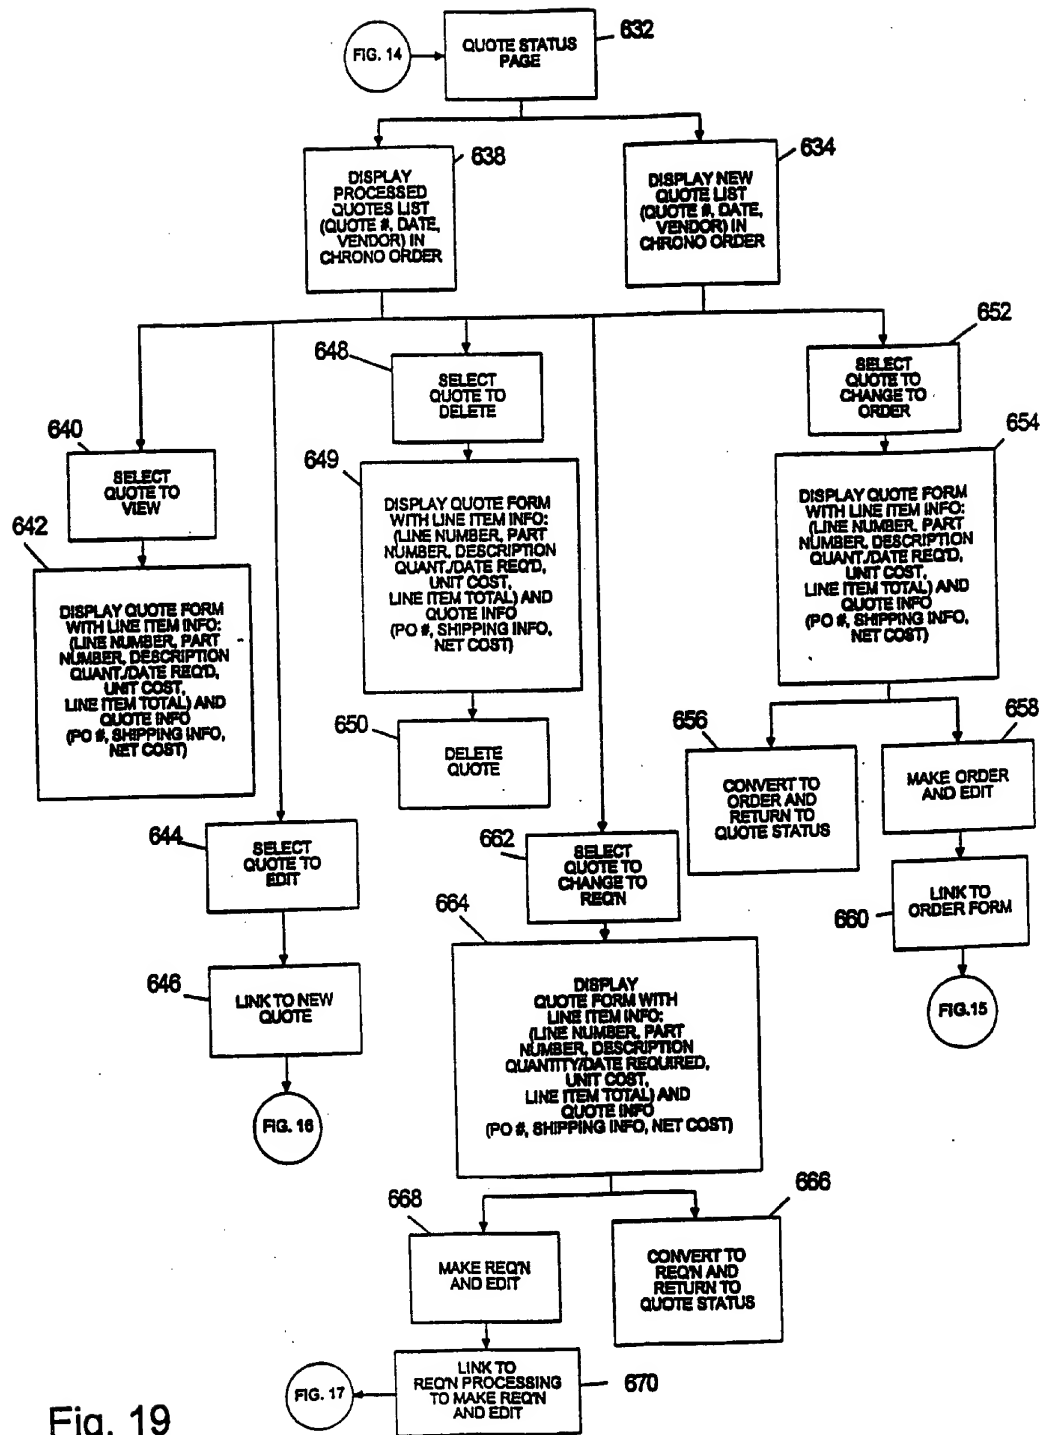 FIG. 14
QUOTE STATUS
PAGE
632
638
DISPLAY
PROCESSED
QUOTES LIST
(QUOTE #, DATE,
VENDOR) IN
CHRONO ORDER
634
DISPLAY NEW
QUOTE LIST
(QUOTE #, DATE,
VENDOR) IN
CHRONO ORDER
640
SELECT
QUOTE TO
VIEW
642
DISPLAY QUOTE FORM
WITH LINE ITEM INFO:
(LINE NUMBER, PART
NUMBER, DESCRIPTION
QUANT./DATE REQ'D,
UNIT COST,
LINE ITEM TOTAL) AND
QUOTE INFO
(PO #, SHIPPING INFO,
NET COST)
648
SELECT
QUOTE TO
DELETE
649
DISPLAY QUOTE FORM
WITH LINE ITEM INFO:
(LINE NUMBER, PART
NUMBER, DESCRIPTION
QUANT./DATE REQ'D,
UNIT COST,
LINE ITEM TOTAL) AND
QUOTE INFO
(PO #, SHIPPING INFO,
NET COST)
650
DELETE
QUOTE
652
SELECT
QUOTE TO
CHANGE TO
ORDER
654
DISPLAY QUOTE FORM
WITH LINE ITEM INFO:
(LINE NUMBER, PART
NUMBER, DESCRIPTION
QUANT./DATE REQ'D,
UNIT COST,
LINE ITEM TOTAL) AND
QUOTE INFO
(PO #, SHIPPING INFO,
NET COST)
656
CONVERT TO
ORDER AND
RETURN TO
QUOTE STATUS
658
MAKE ORDER
AND EDIT
660
LINK TO
ORDER FORM
FIG.15
644
SELECT
QUOTE TO
EDIT
646
LINK TO NEW
QUOTE
FIG. 16
662
SELECT
QUOTE TO
CHANGE TO
REQ'N
664
DISPLAY
QUOTE FORM WITH
LINE ITEM INFO:
(LINE NUMBER, PART
NUMBER, DESCRIPTION
QUANTITY/DATE REQUIRED,
UNIT COST,
LINE ITEM TOTAL) AND
QUOTE INFO
(PO #, SHIPPING INFO, NET COST)
668
MAKE REQ'N
AND EDIT
666
CONVERT TO
REQ'N AND
RETURN TO
QUOTE STATUS
FIG. 17
LINK TO
REQ'N PROCESSING
TO MAKE REQ'N
AND EDIT
670
Fig. 19